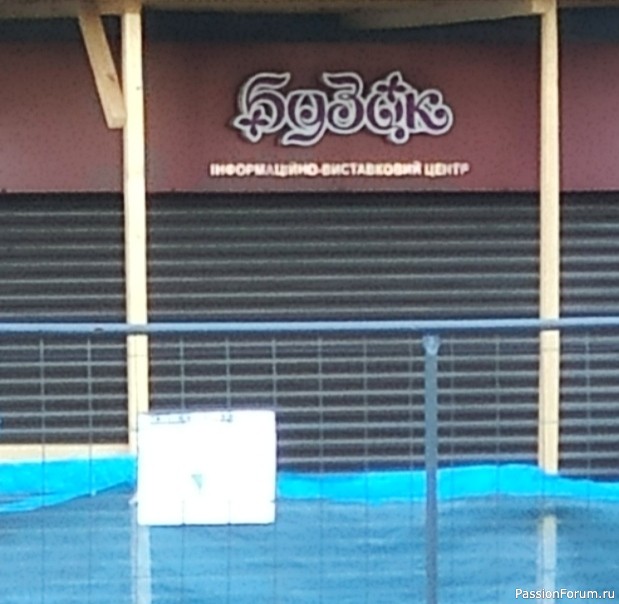 Бузок
ІНФОРМАЦІЙНО-ВИСТАВКОВИЙ ЦЕНТР
PassionForum.ru